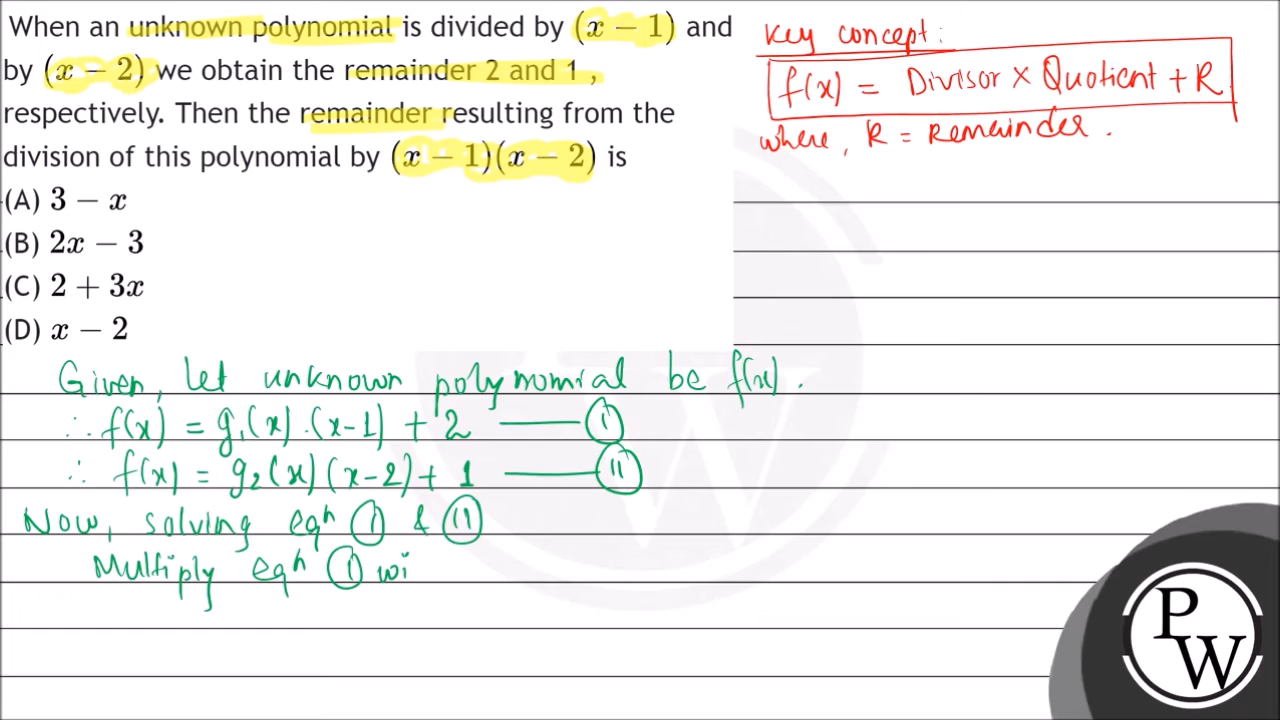 When an unknown polynomial is divided by (x − 1) and
by (x − 2) we obtain the remainder 2 and 1 ,
respectively. Then the remainder resulting from the
division of this polynomial by (x − 1)(x − 2) is
(A) 3 − x
(B) 2x − 3
(C) 2 + 3x
(D) x − 2
Key concept:
f(x) = Divisor × Quotient + R
where, R = Remainder.
Given, let unknown polynomial be f(x).
∴ f(x) = g₁(x).(x-1) + 2 —— (I)
∴ f(x) = g₂(x)(x-2) + 1 —— (II)
Now, solving eqn (I) & (II)
Multiply eqn (I) wi
PW